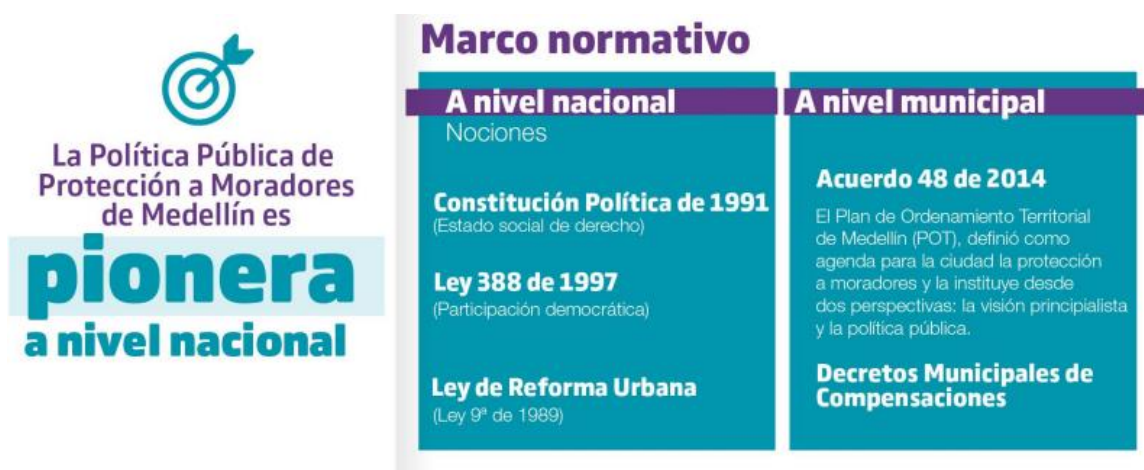 La Política Pública de
Protección a Moradores
de Medellín es
pionera
a nivel nacional
Marco normativo
A nivel nacional
Nociones
Constitución Política de 1991
(Estado social de derecho)
Ley 388 de 1997
(Participación democrática)
Ley de Reforma Urbana
(Ley 9ª de 1989)
A nivel municipal
Acuerdo 48 de 2014
El Plan de Ordenamiento Territorial
de Medellín (POT), definió como
agenda para la ciudad la protección
a moradores y la instituye desde
dos perspectivas: la visión principialista
y la política pública.
Decretos Municipales de
Compensaciones